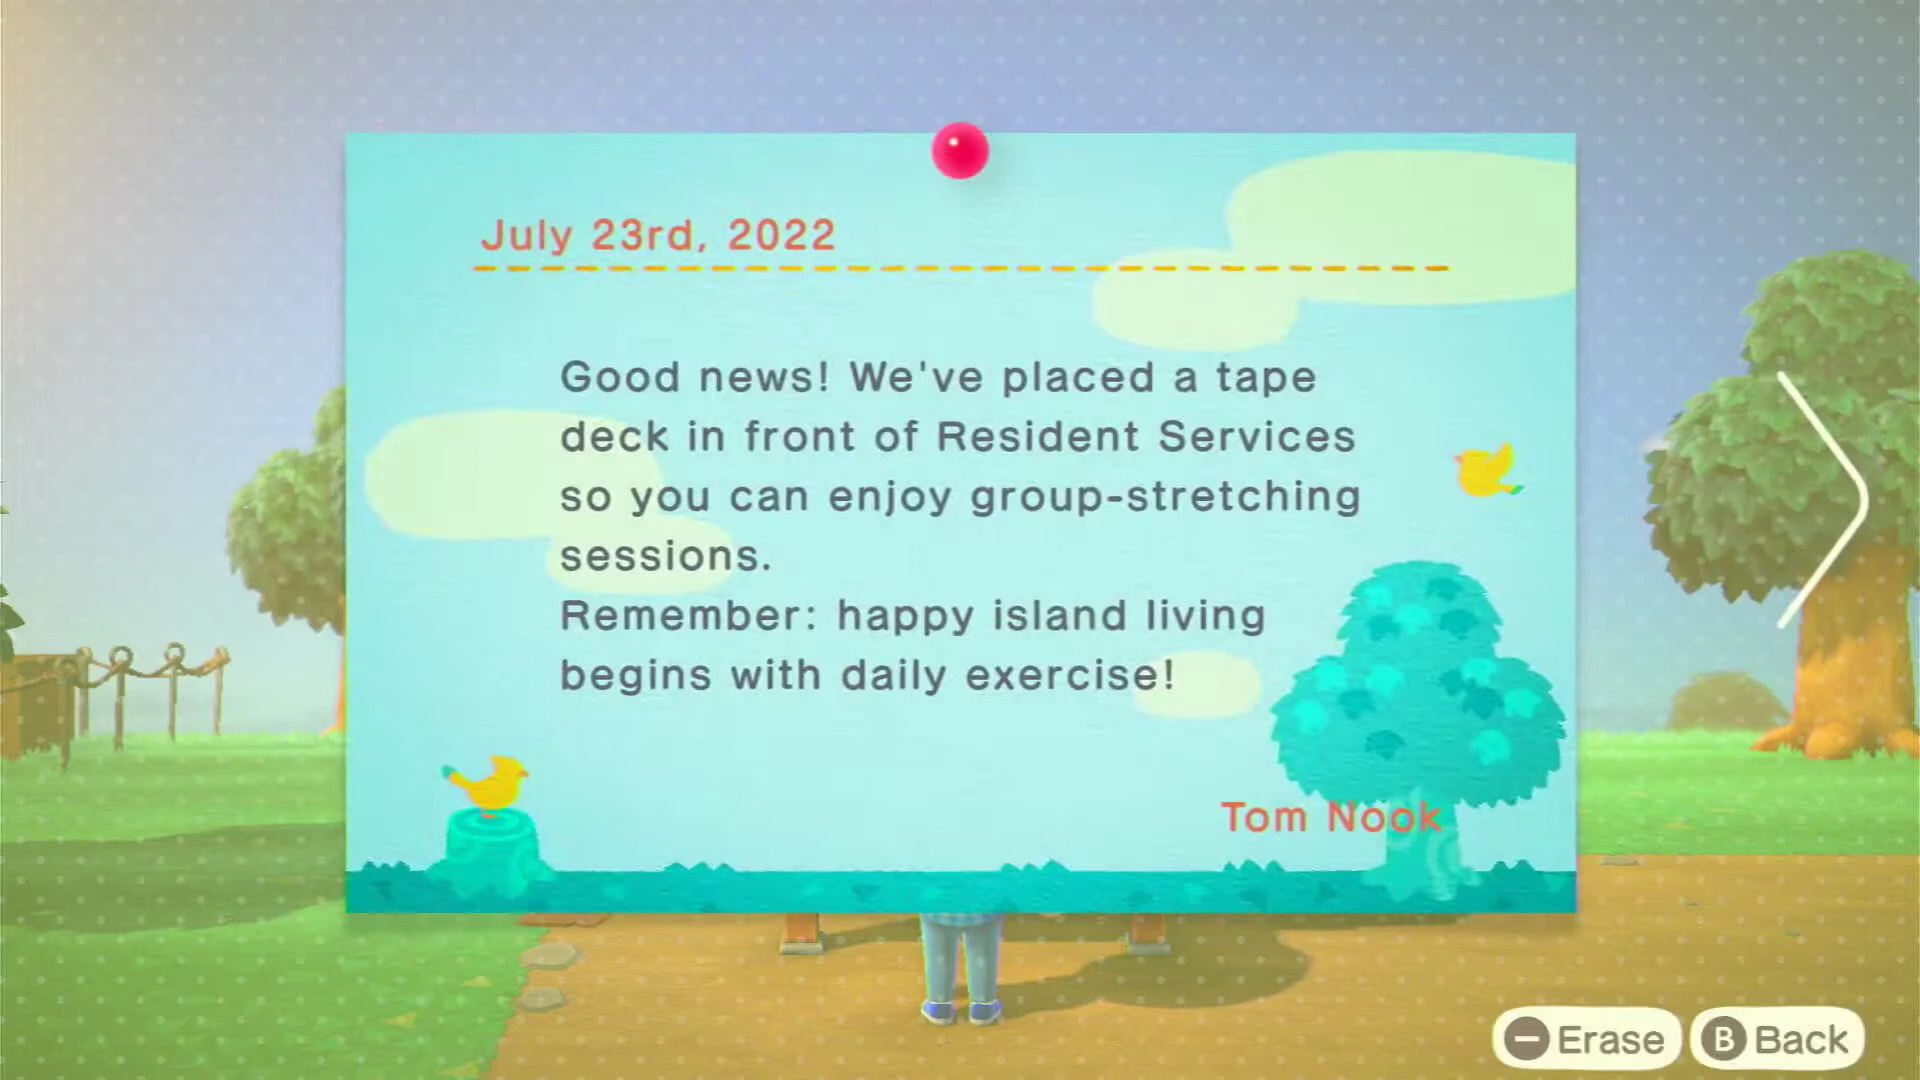 July 23rd, 2022
Good news! We've placed a tape
deck in front of Resident Services
so you can enjoy group-stretching
sessions.
Remember: happy island living
begins with daily exercise!
Tom Nook
Erase
B Back